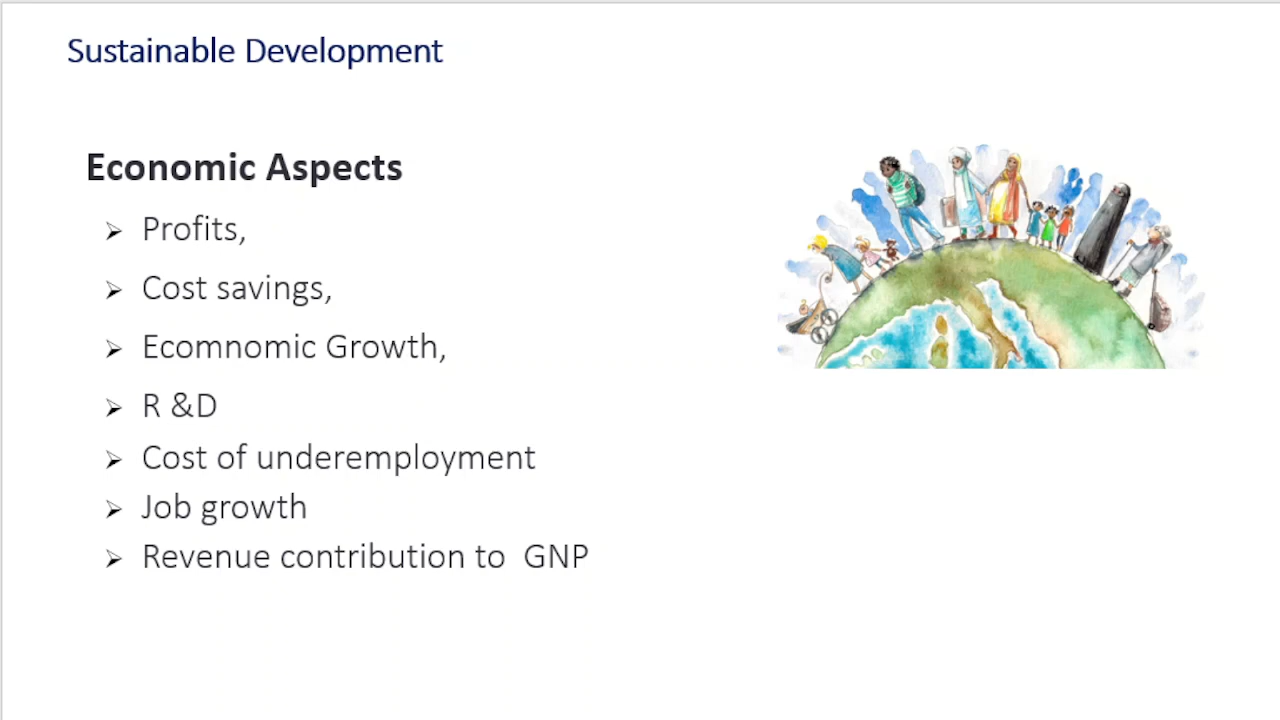 Sustainable Development
Economic Aspects
➢ Profits,
➢ Cost savings,
➢ Ecomnomic Growth,
➢ R &D
➢ Cost of underemployment
➢ Job growth
➢ Revenue contribution to  GNP